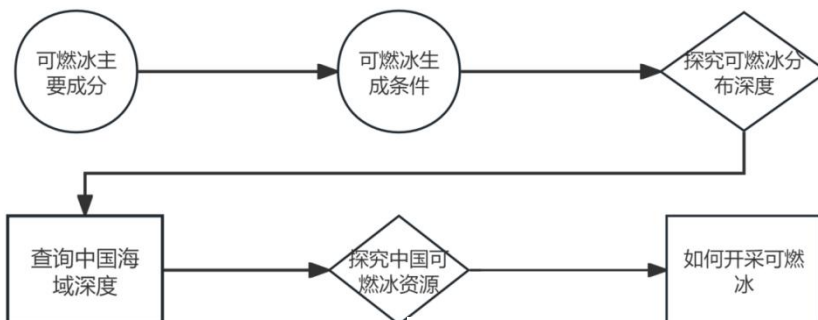 可燃冰主
要成分
可燃冰生
成条件
探究可燃冰分
布深度
查询中国海
域深度
探究中国可
燃冰资源
如何开采可燃
冰